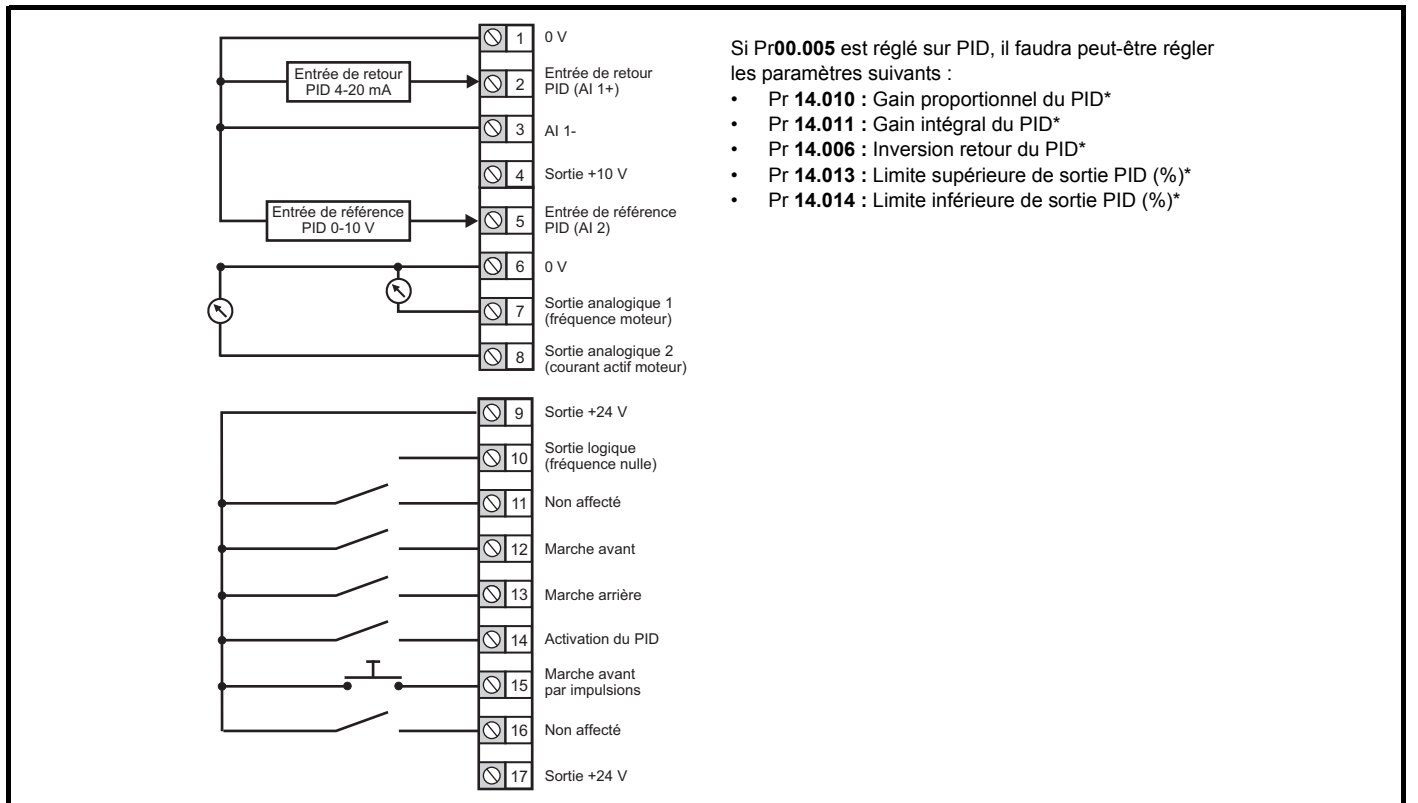 1 0 V
Entrée de retour
PID 4-20 mA
2 Entrée de retour
PID (AI 1+)
3 AI 1-
4 Sortie +10 V
Entrée de référence
PID 0-10 V
5 Entrée de référence
PID (AI 2)
6 0 V
7 Sortie analogique 1
(fréquence moteur)
8 Sortie analogique 2
(courant actif moteur)
9 Sortie +24 V
10 Sortie logique
(fréquence nulle)
11 Non affecté
12 Marche avant
13 Marche arrière
14 Activation du PID
15 Marche avant
par impulsions
16 Non affecté
17 Sortie +24 V
Si Pr00.005 est réglé sur PID, il faudra peut-être régler
les paramètres suivants :
• Pr 14.010 : Gain proportionnel du PID*
• Pr 14.011 : Gain intégral du PID*
• Pr 14.006 : Inversion retour du PID*
• Pr 14.013 : Limite supérieure de sortie PID (%)*
• Pr 14.014 : Limite inférieure de sortie PID (%)*